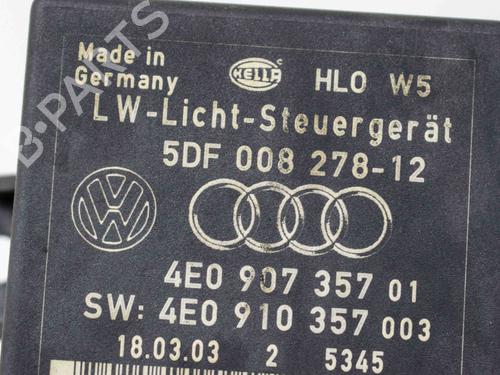 Made in
Germany
HELLA
HLO W5
LW-Licht-Steuergerät
5DF 008 278-12
4E0 907 357 01
SW: 4E0 910 357 003
18.03.03 2 5345
B-PARTS